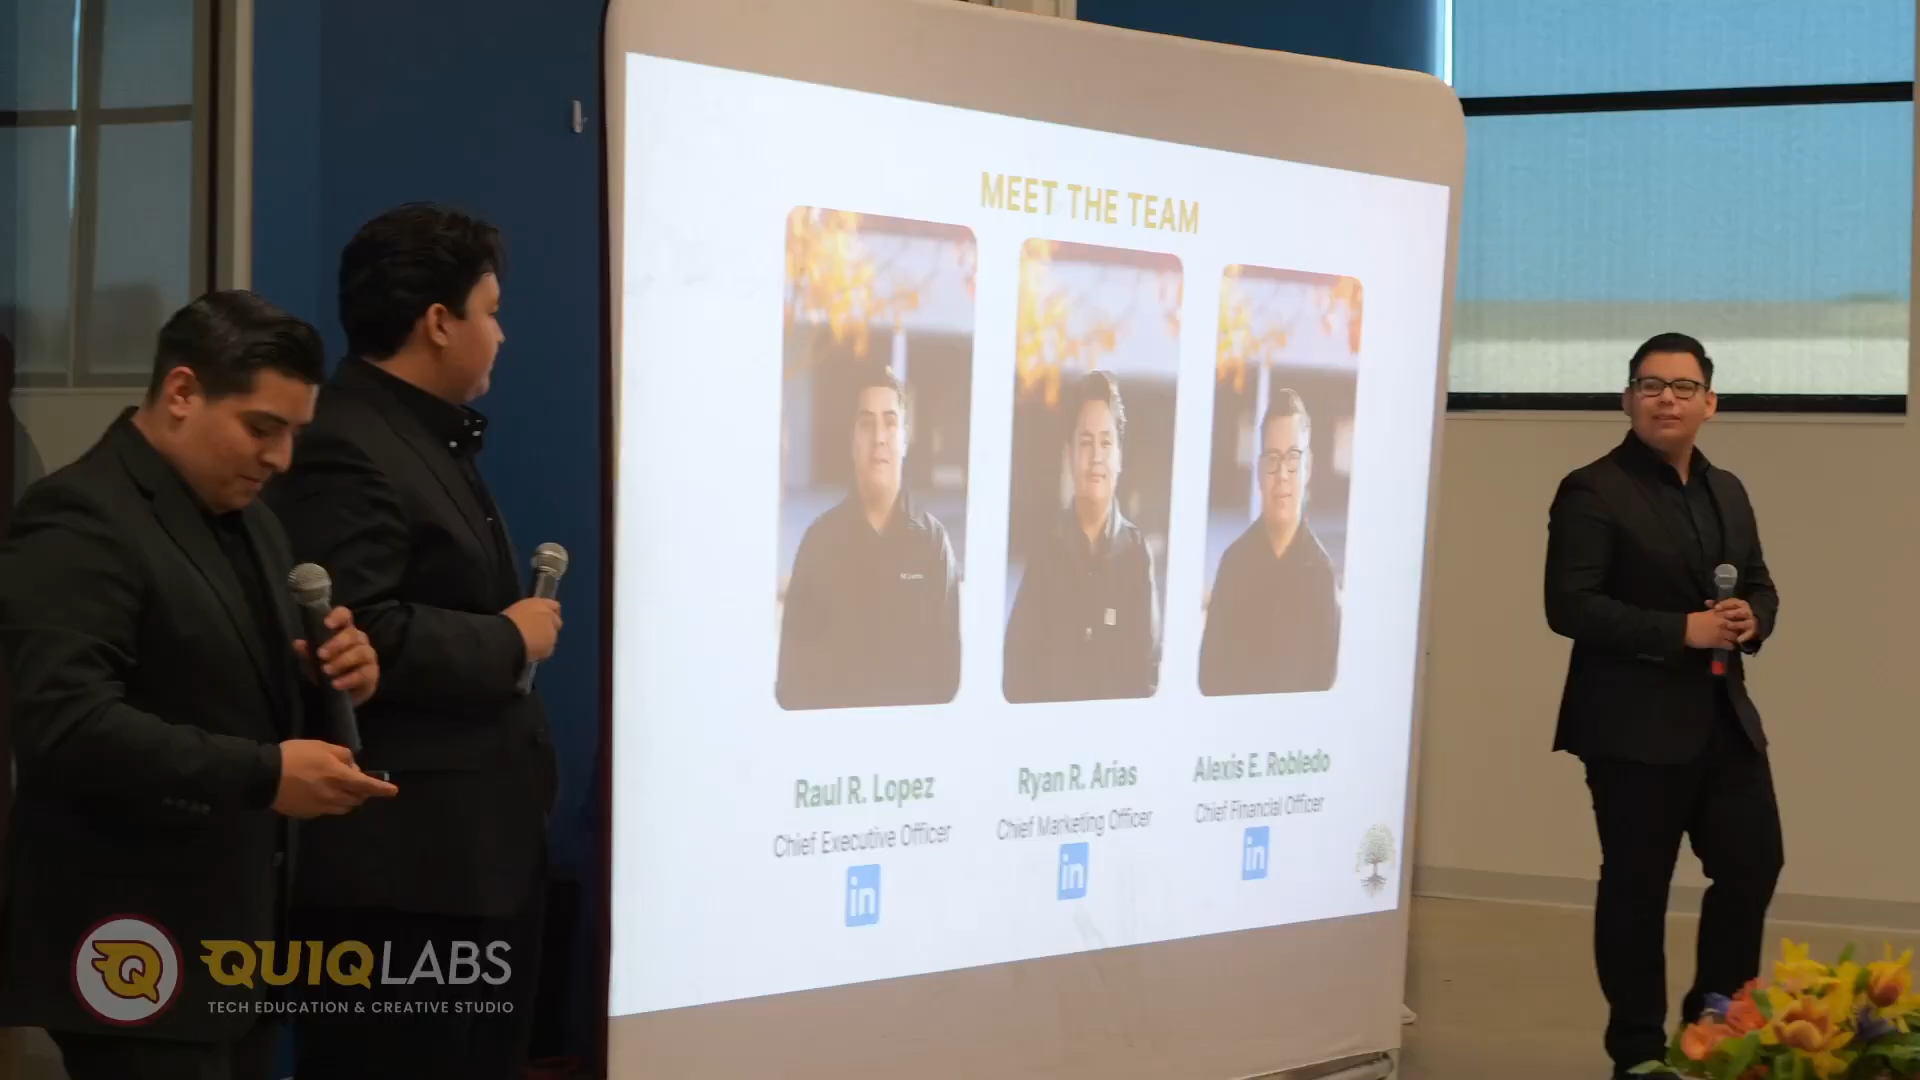 MEET THE TEAM
Raul R. Lopez
Chief Executive Officer
in
Ryan R. Arias
Chief Marketing Officer
in
Alexis E. Robledo
Chief Financial Officer
in
Q QUIQLABS
TECH EDUCATION & CREATIVE STUDIO